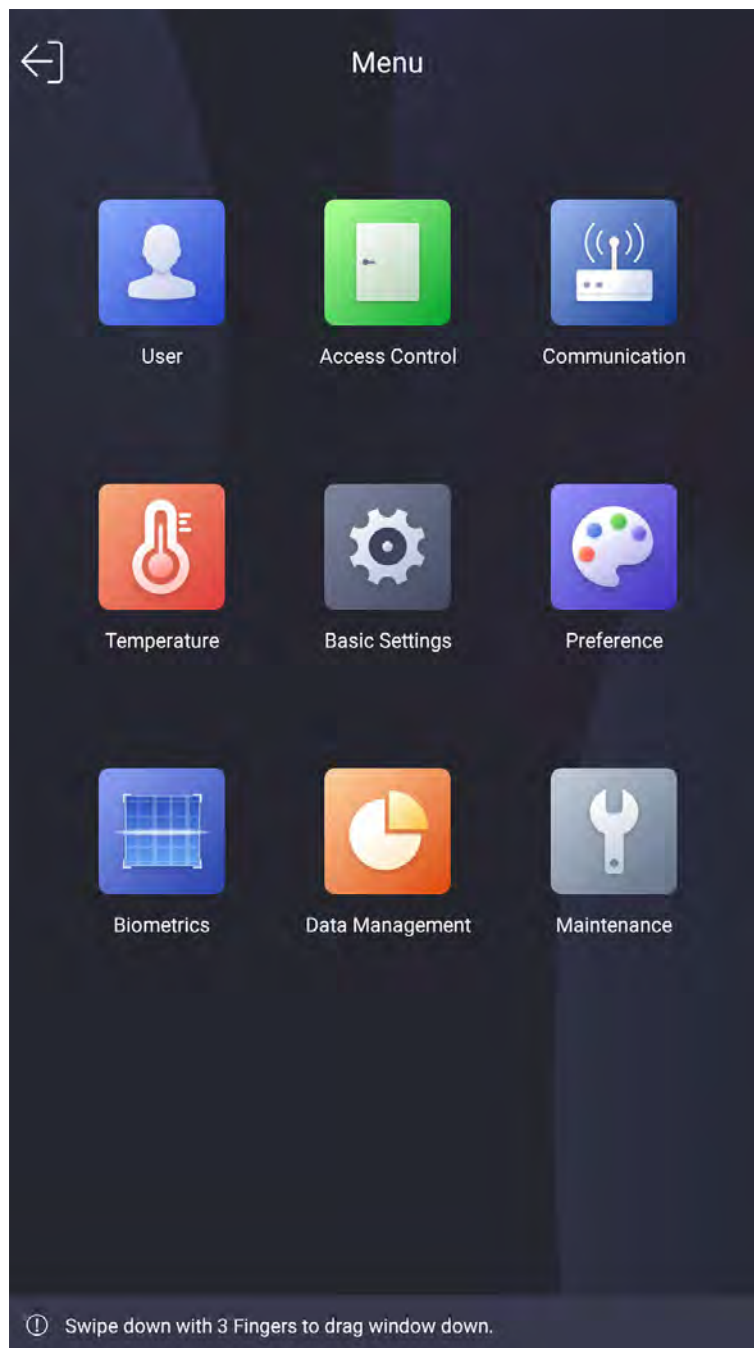 Menu
User Access Control Communication
Temperature Basic Settings Preference
Biometrics Data Management Maintenance
Swipe down with 3 Fingers to drag window down.